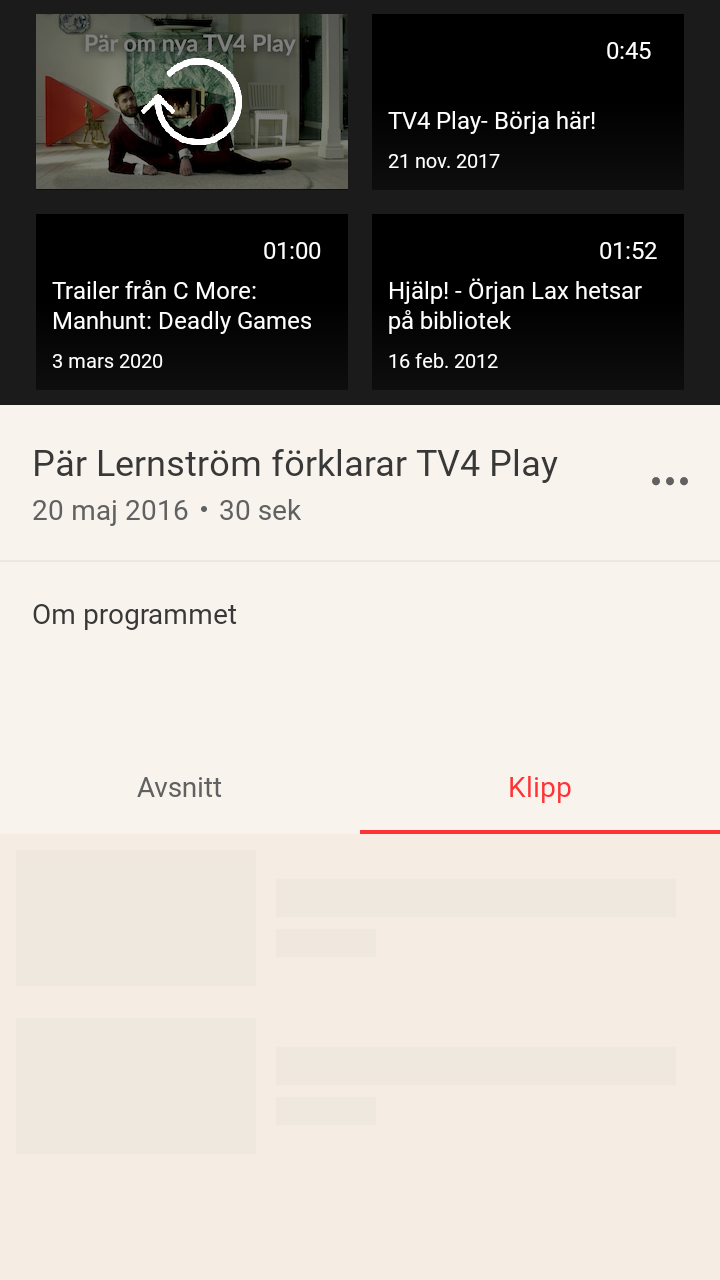 Pär om nya TV4 Play
0:45
TV4 Play- Börja här!
21 nov. 2017
01:00
Trailer från C More:
Manhunt: Deadly Games
3 mars 2020
01:52
Hjälp! - Örjan Lax hetsar
på bibliotek
16 feb. 2012
Pär Lernström förklarar TV4 Play
20 maj 2016 • 30 sek
Om programmet
Avsnitt
Klipp